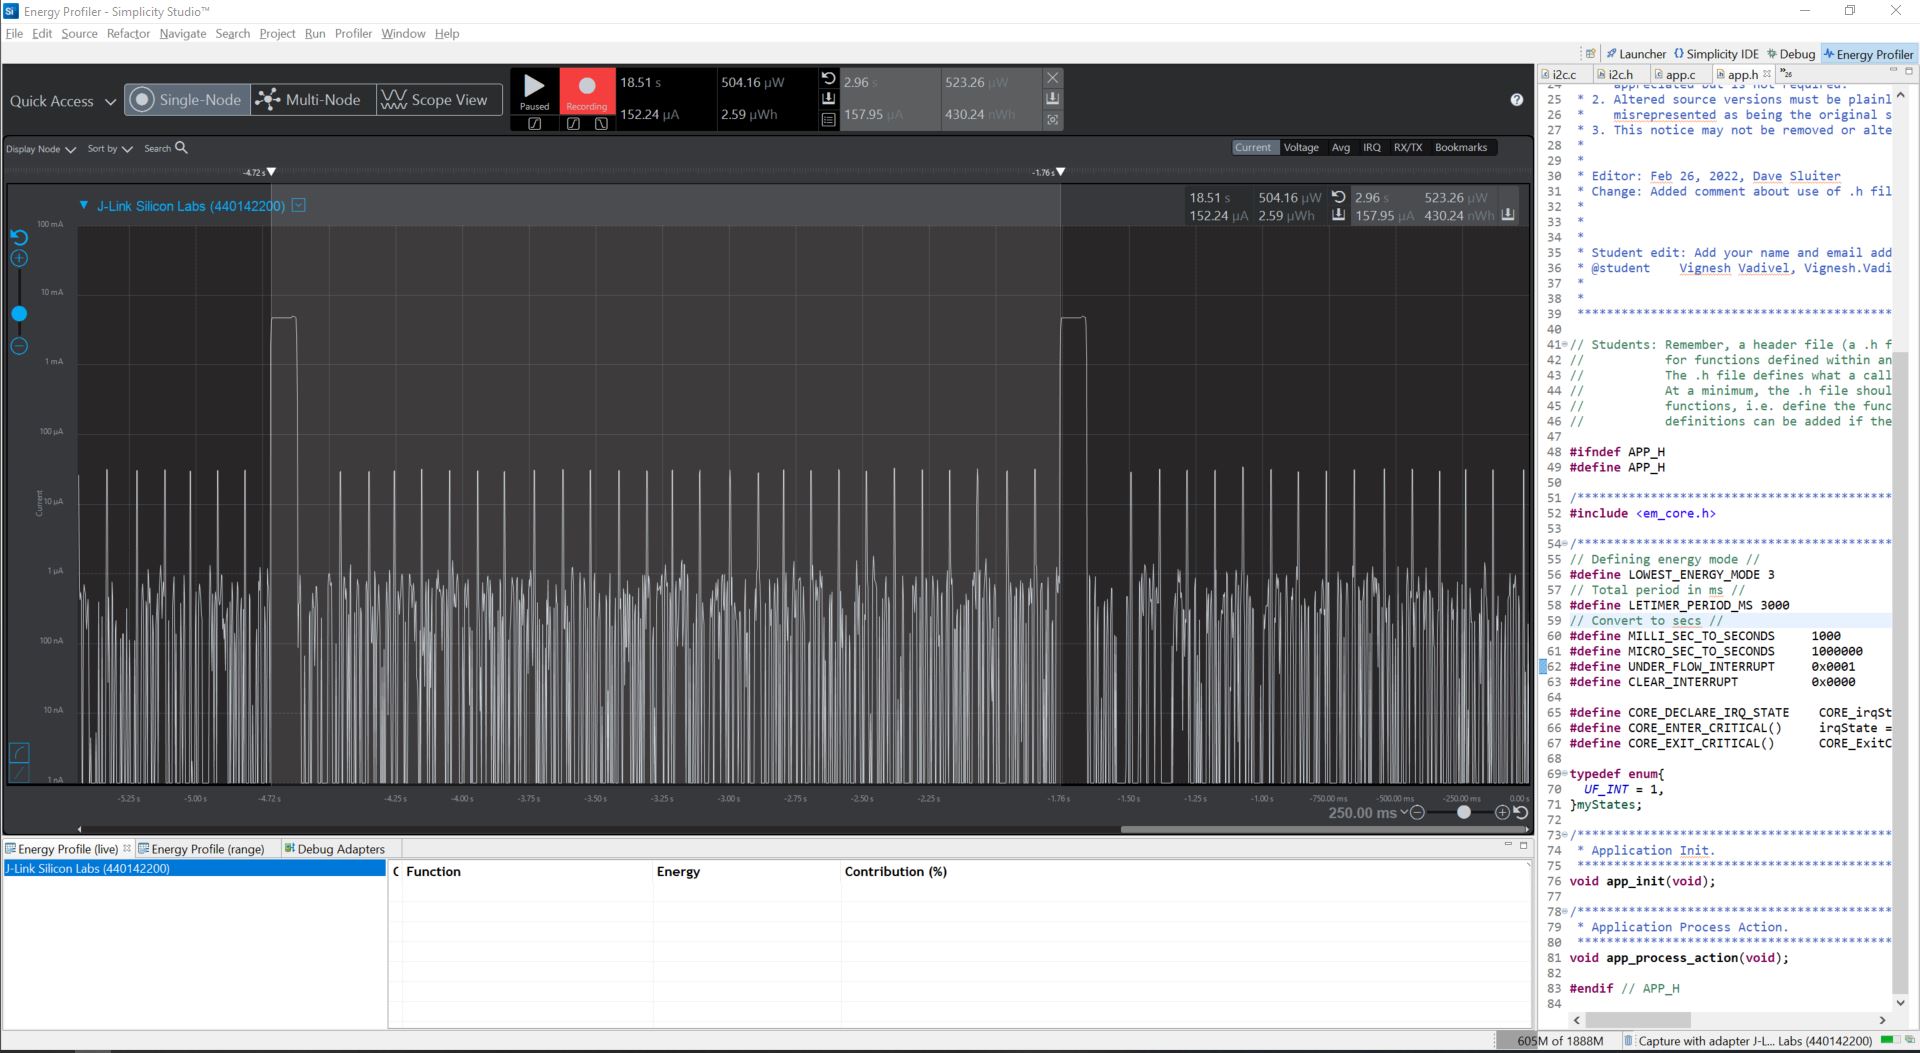 Energy Profiler - Simplicity Studio™
File Edit Source Refactor Navigate Search Project Run Profiler Window Help
Launcher Simplicity IDE Debug Energy Profiler
Quick Access Single-Node Multi-Node Scope View
Paused Recording
18.51 s 504.16 µW 2.96 s 523.26 µW
152.24 µA 2.59 µWh 157.95 µA 430.24 nWh
Display Node Sort by Search
Current Voltage Avg IRQ RX/TX Bookmarks
-4.72 s -1.76 s
J-Link Silicon Labs (440142200)
18.51 s 504.16 µW 2.96 s 523.26 µW
152.24 µA 2.59 µWh 157.95 µA 430.24 nWh
100 mA
10 mA
1 mA
100 µA
Current
10 µA
1 µA
100 nA
10 nA
1 nA
-5.25 s -5.00 s -4.72 s -4.25 s -4.00 s -3.75 s -3.50 s -3.25 s -3.00 s -2.75 s -2.50 s -2.25 s -1.76 s -1.50 s -1.25 s -1.00 s -750.00 ms -500.00 ms -250.00 ms 0.00 s
250.00 ms
Energy Profile (live) Energy Profile (range) Debug Adapters
J-Link Silicon Labs (440142200)
C Function Energy Contribution (%)
i2c.c i2c.h app.c app.h »26
24 appreciated but is not required.
25 * 2. Altered source versions must be plainl
26 * misrepresented as being the original s
27 * 3. This notice may not be removed or alte
28 *
29 *
30 * Editor: Feb 26, 2022, Dave Sluiter
31 * Change: Added comment about use of .h fil
32 *
33 *
34 *
35 * Student edit: Add your name and email add
36 * @student Vignesh Vadivel, Vignesh.Vadi
37 *
38 *
39 *******************************************
40
41 // Students: Remember, a header file (a .h f
42 // for functions defined within an
43 // The .h file defines what a call
44 // At a minimum, the .h file shoul
45 // functions, i.e. define the func
46 // definitions can be added if the
47
48 #ifndef APP_H
49 #define APP_H
50
51 /*******************************************
52 #include <em_core.h>
53
54 /*******************************************
55 // Defining energy mode //
56 #define LOWEST_ENERGY_MODE 3
57 // Total period in ms //
58 #define LETIMER_PERIOD_MS 3000
59 // Convert to secs //
60 #define MILLI_SEC_TO_SECONDS 1000
61 #define MICRO_SEC_TO_SECONDS 1000000
62 #define UNDER_FLOW_INTERRUPT 0x0001
63 #define CLEAR_INTERRUPT 0x0000
64
65 #define CORE_DECLARE_IRQ_STATE CORE_irqSt
66 #define CORE_ENTER_CRITICAL() irqState =
67 #define CORE_EXIT_CRITICAL() CORE_ExitC
68
69 typedef enum{
70 UF_INT = 1,
71 }myStates;
72
73 /*******************************************
74 * Application Init.
75 *******************************************
76 void app_init(void);
77
78 /*******************************************
79 * Application Process Action.
80 *******************************************
81 void app_process_action(void);
82
83 #endif // APP_H
84
605M of 1888M Capture with adapter J-L... Labs (440142200)